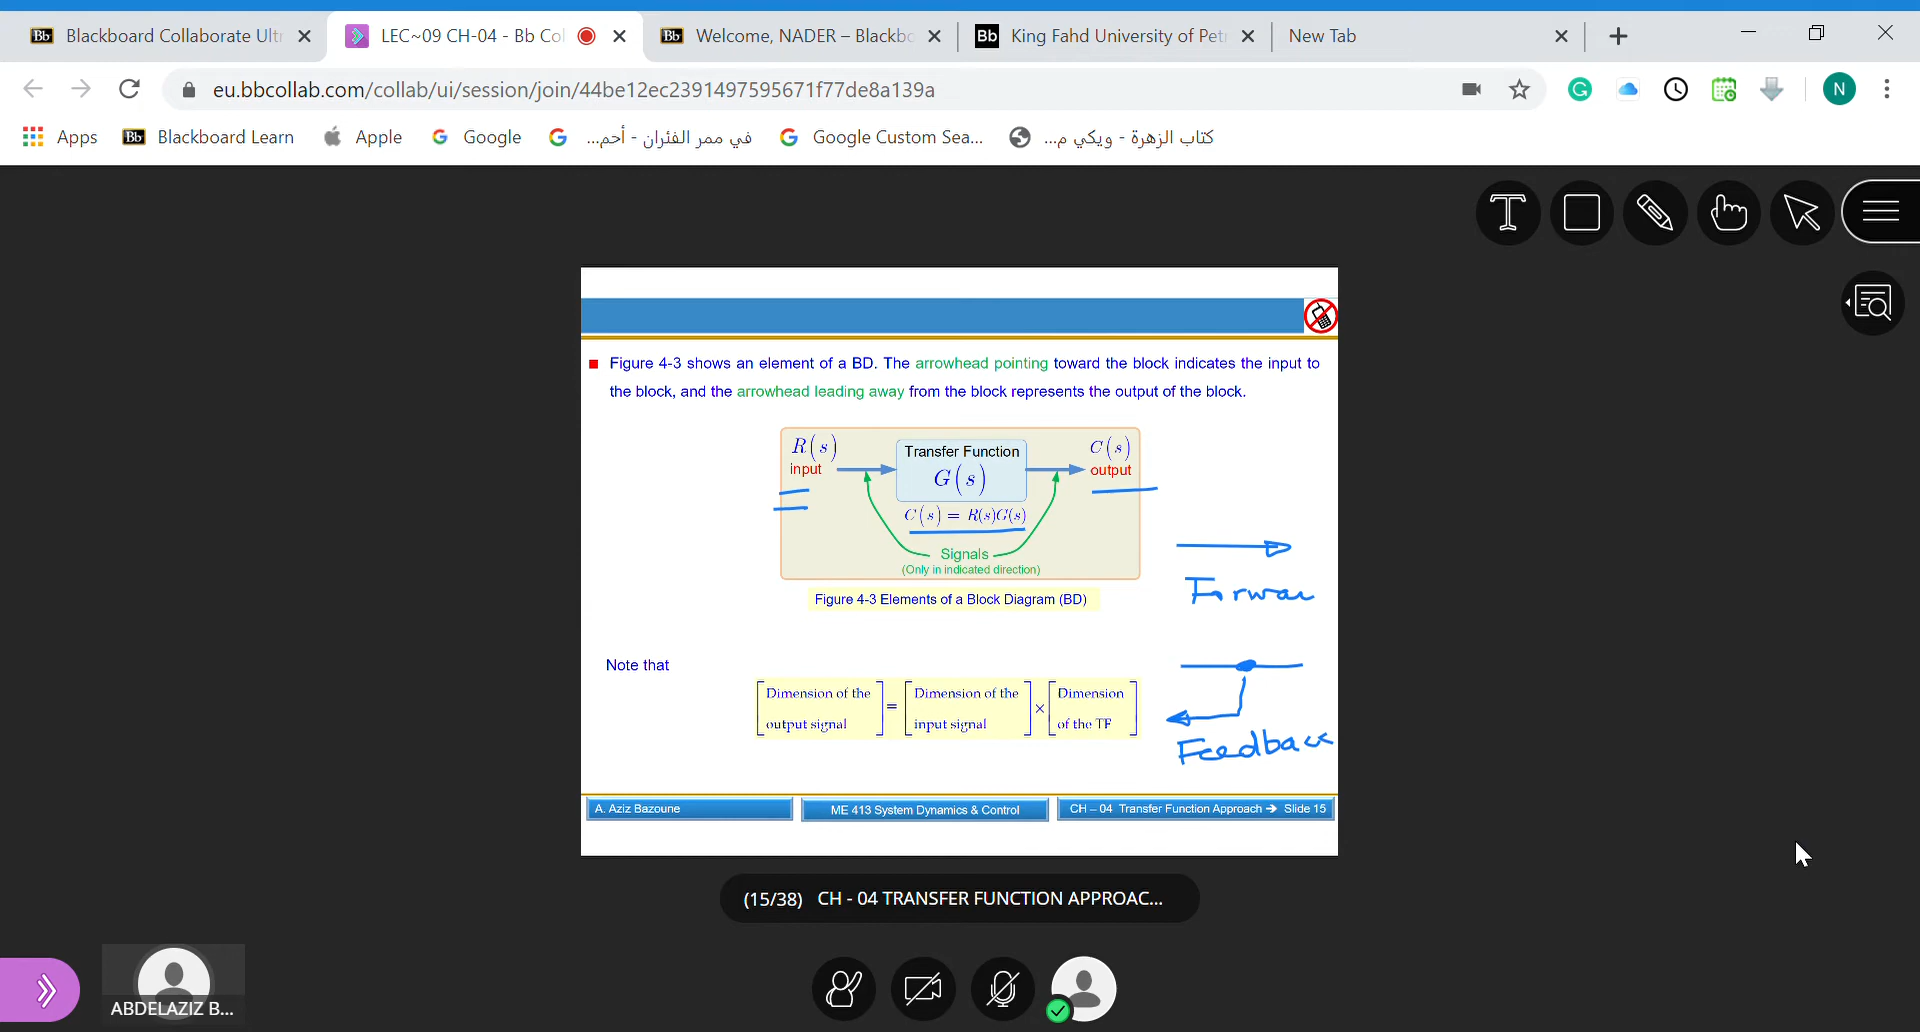 Blackboard Collaborate Ult
LEC~09 CH-04 - Bb Col
Welcome, NADER – Blackbo
King Fahd University of Petr
New Tab
eu.bbcollab.com/collab/ui/session/join/44be12ec2391497595671f77de8a139a
N
Apps
Blackboard Learn
Apple
Google
في ممر الفئران - أحم...
Google Custom Sea...
كتاب الزهرة - ويكي م...
Figure 4-3 shows an element of a BD. The arrowhead pointing toward the block indicates the input to
the block, and the arrowhead leading away from the block represents the output of the block.
R(s)
input
Transfer Function
G(s)
C(s)
output
C(s) = R(s)G(s)
Signals
(Only in indicated direction)
Figure 4-3 Elements of a Block Diagram (BD)
Forwar
Note that
[Dimension of the output signal] = [Dimension of the input signal] × [Dimension of the TF]
Feedback
A. Aziz Bazoune
ME 413 System Dynamics & Control
CH – 04 Transfer Function Approach ➔ Slide 15
(15/38) CH - 04 TRANSFER FUNCTION APPROAC...
ABDELAZIZ B...